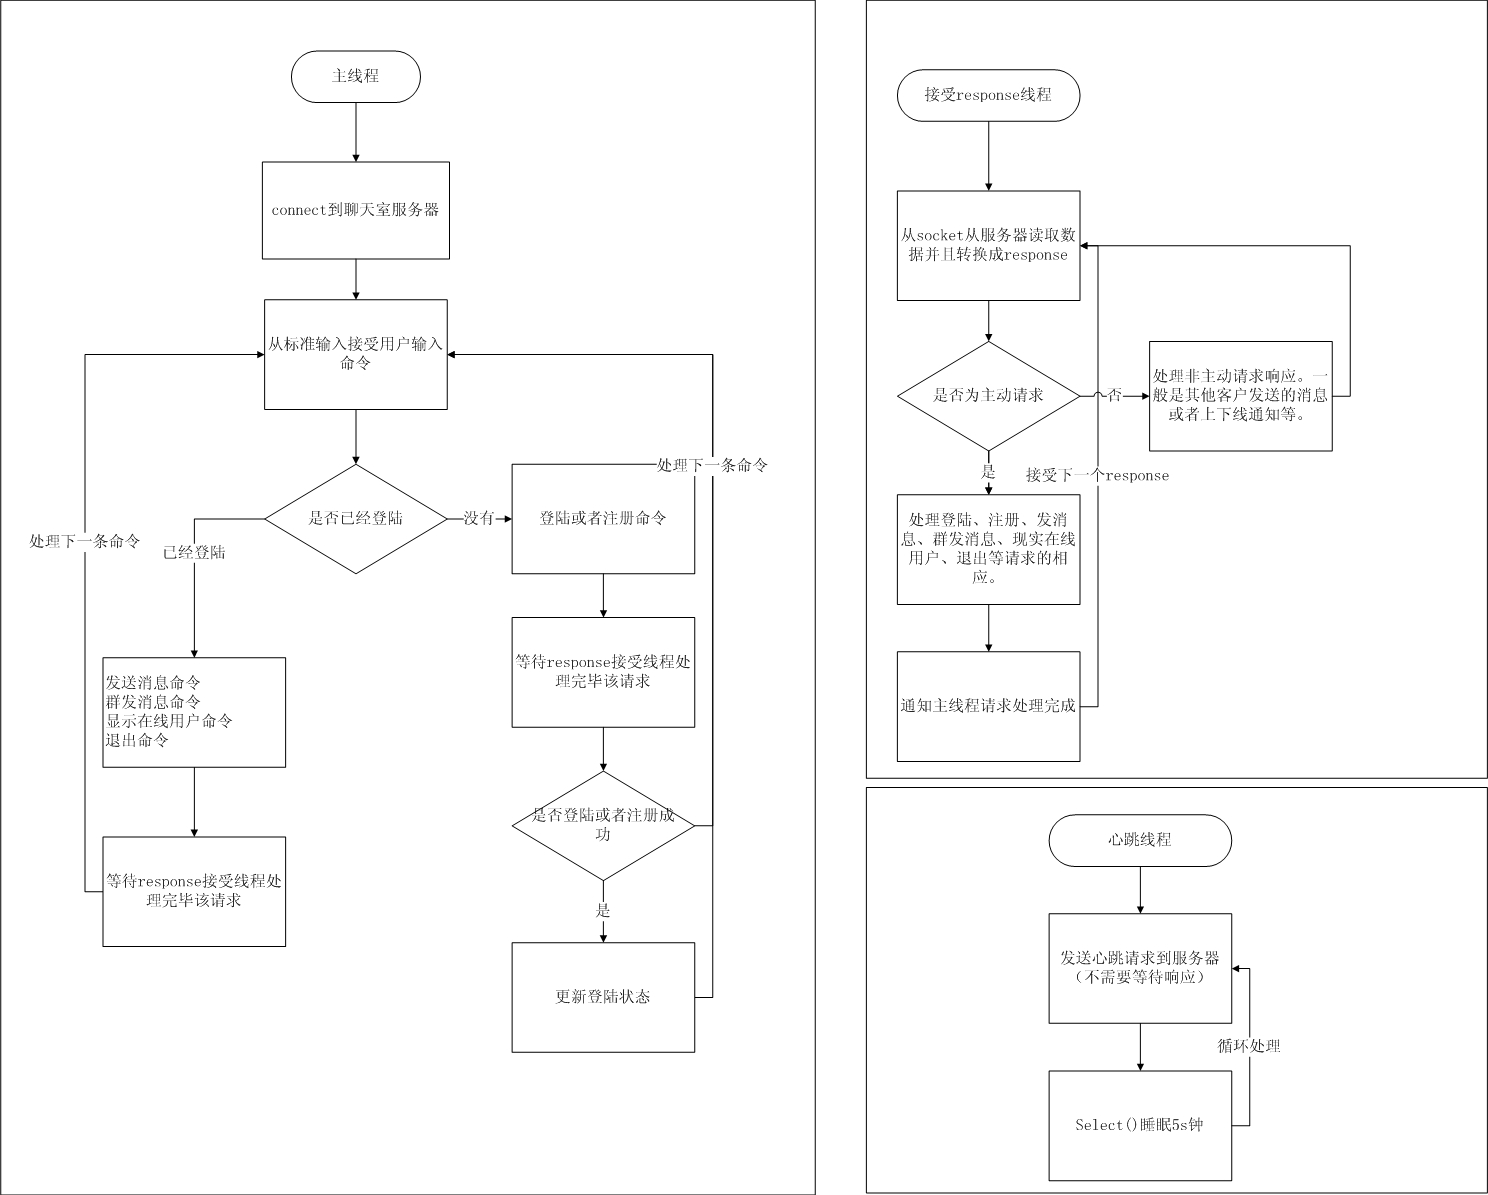 主线程
connect到聊天室服务器
从标准输入接受用户输入
命令
是否已经登陆
没有
已经登陆
处理下一条命令
处理下一条命令
登陆或者注册命令
等待response接受线程处
理完毕该请求
是否登陆或者注册成
功
是
更新登陆状态
发送消息命令
群发消息命令
显示在线用户命令
退出命令
等待response接受线程处
理完毕该请求
接受response线程
从socket从服务器读取数
据并且转换成response
是否为主动请求
否
处理非主动请求响应。一
般是其他客户发送的消息
或者上下线通知等。
是
接受下一个response
处理登陆、注册、发消
息、群发消息、现实在线
用户、退出等请求的相
应。
通知主线程请求处理完成
心跳线程
发送心跳请求到服务器
（不需要等待响应）
循环处理
Select()睡眠5s钟